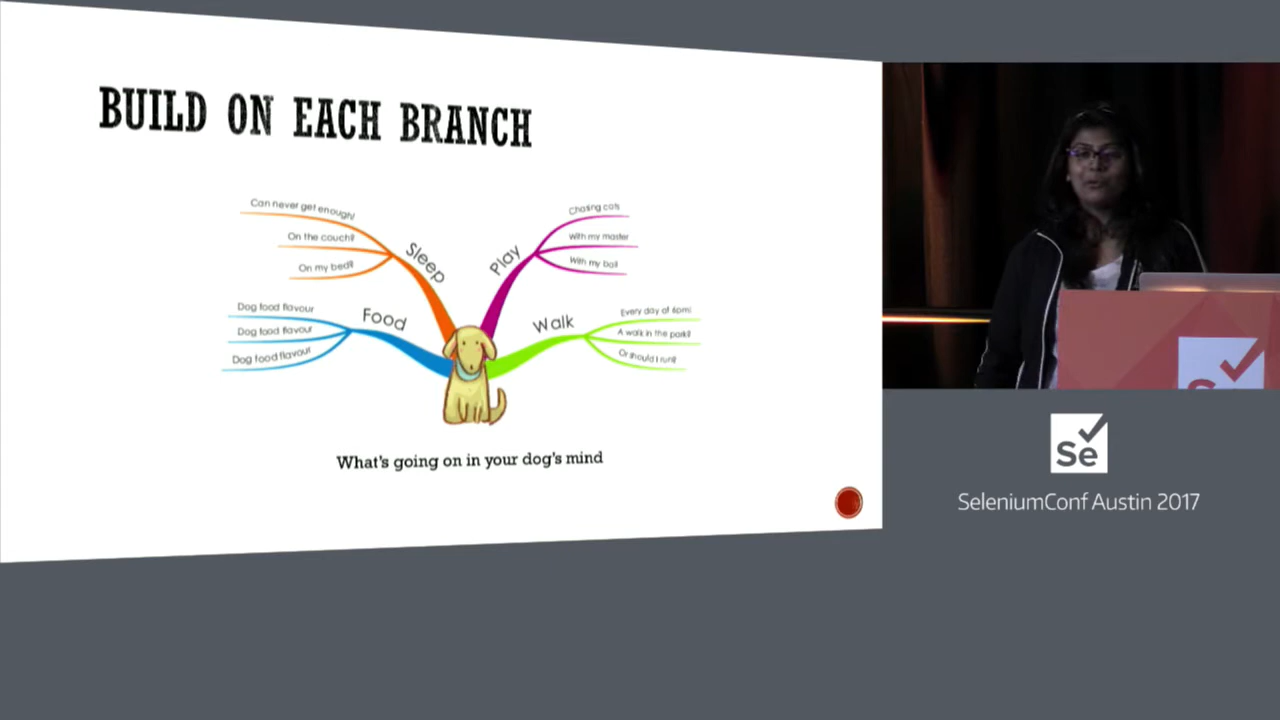 BUILD ON EACH BRANCH
Can never get enough!
On the couch?
On my bed?
Sleep
Play
Chasing cats
With my master
With my ball
Dog food flavour
Dog food flavour
Dog food flavour
Food
Walk
Every day at 6am!
A walk in the park?
Or should I run?
What's going on in your dog's mind
Se
Se
SeleniumConf Austin 2017